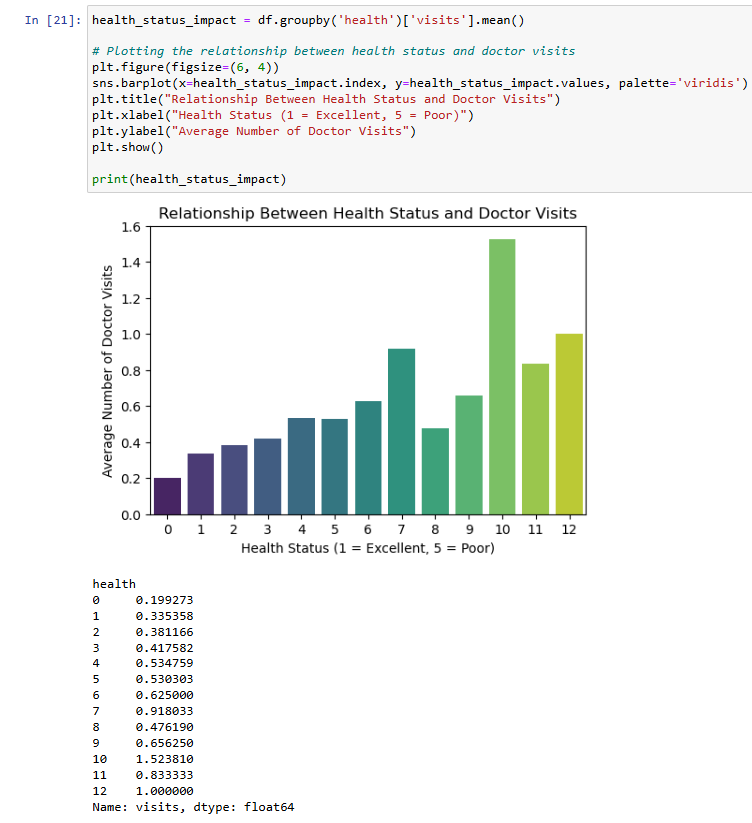 In [21]: health_status_impact = df.groupby('health')['visits'].mean()
# Plotting the relationship between health status and doctor visits
plt.figure(figsize=(6, 4))
sns.barplot(x=health_status_impact.index, y=health_status_impact.values, palette='viridis')
plt.title("Relationship Between Health Status and Doctor Visits")
plt.xlabel("Health Status (1 = Excellent, 5 = Poor)")
plt.ylabel("Average Number of Doctor Visits")
plt.show()
print(health_status_impact)
Relationship Between Health Status and Doctor Visits
Average Number of Doctor Visits
1.6
1.4
1.2
1.0
0.8
0.6
0.4
0.2
0.0
0 1 2 3 4 5 6 7 8 9 10 11 12
Health Status (1 = Excellent, 5 = Poor)
health
0 0.199273
1 0.335358
2 0.381166
3 0.417582
4 0.534759
5 0.530303
6 0.625000
7 0.918033
8 0.476190
9 0.656250
10 1.523810
11 0.833333
12 1.000000
Name: visits, dtype: float64